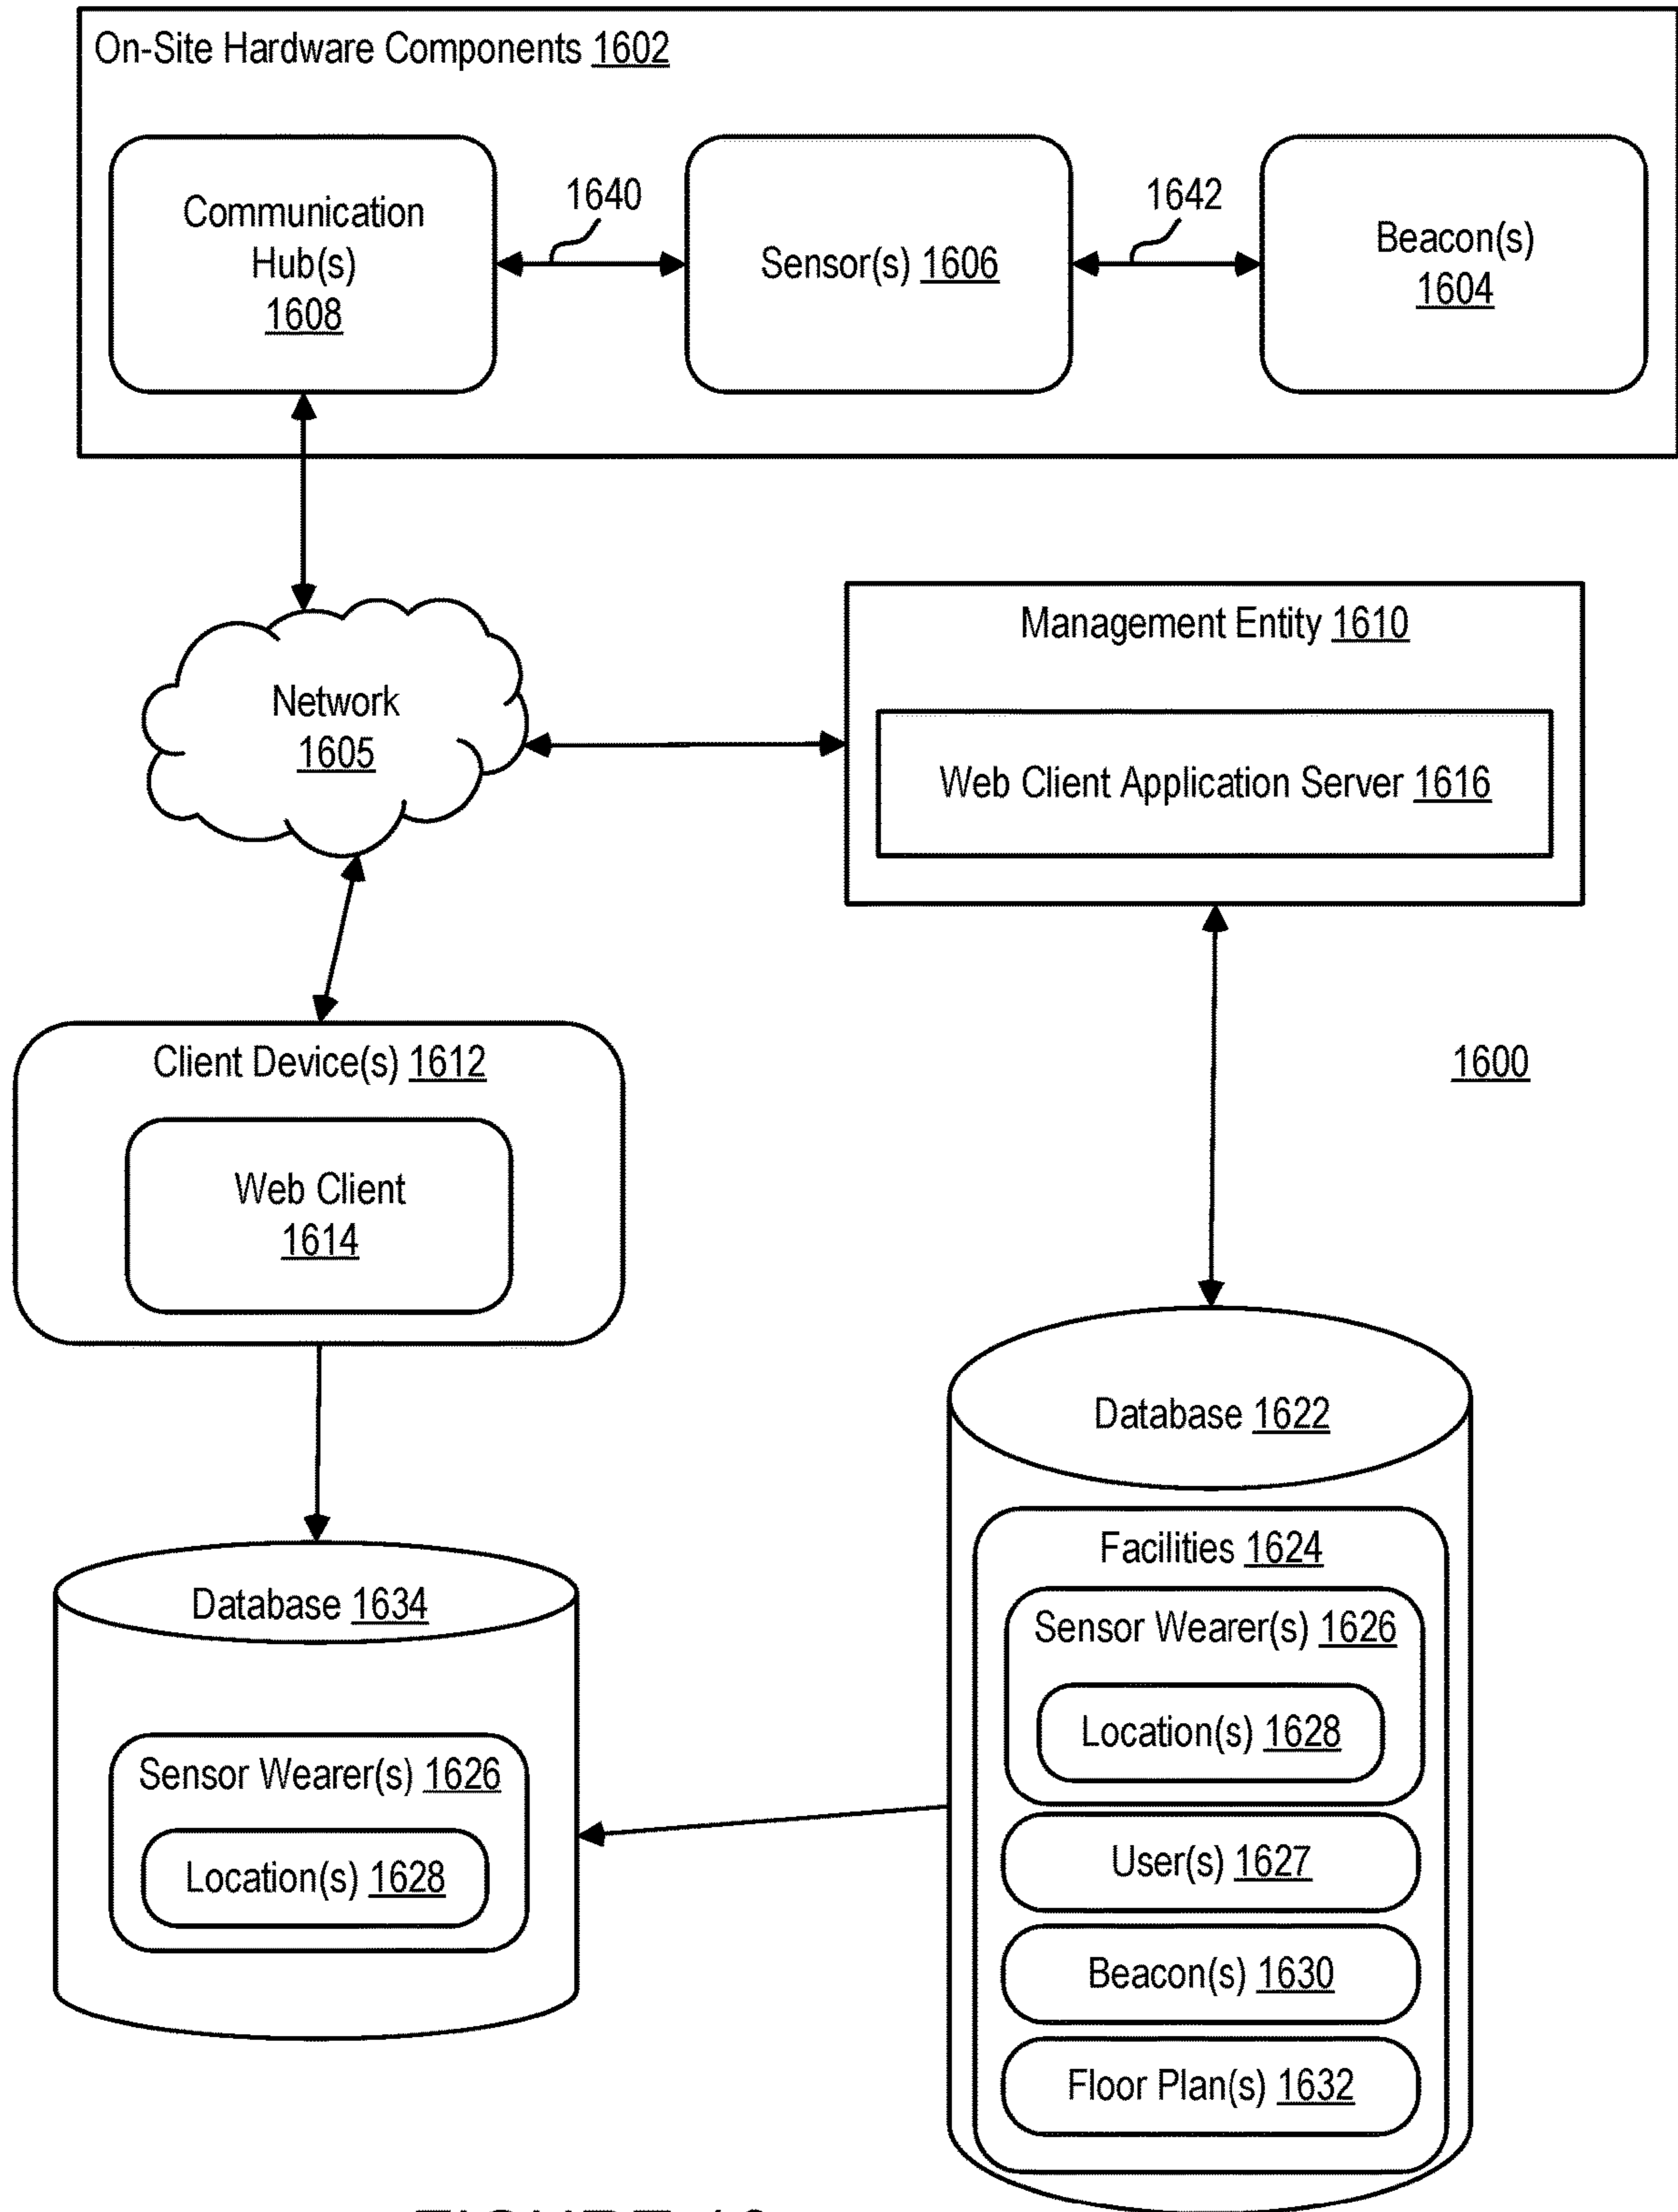 On-Site Hardware Components 1602
Communication
Hub(s)
1608
1640
Sensor(s) 1606
1642
Beacon(s)
1604
Network
1605
Management Entity 1610
Web Client Application Server 1616
Client Device(s) 1612
Web Client
1614
1600
Database 1622
Facilities 1624
Sensor Wearer(s) 1626
Location(s) 1628
User(s) 1627
Beacon(s) 1630
Floor Plan(s) 1632
Database 1634
Sensor Wearer(s) 1626
Location(s) 1628